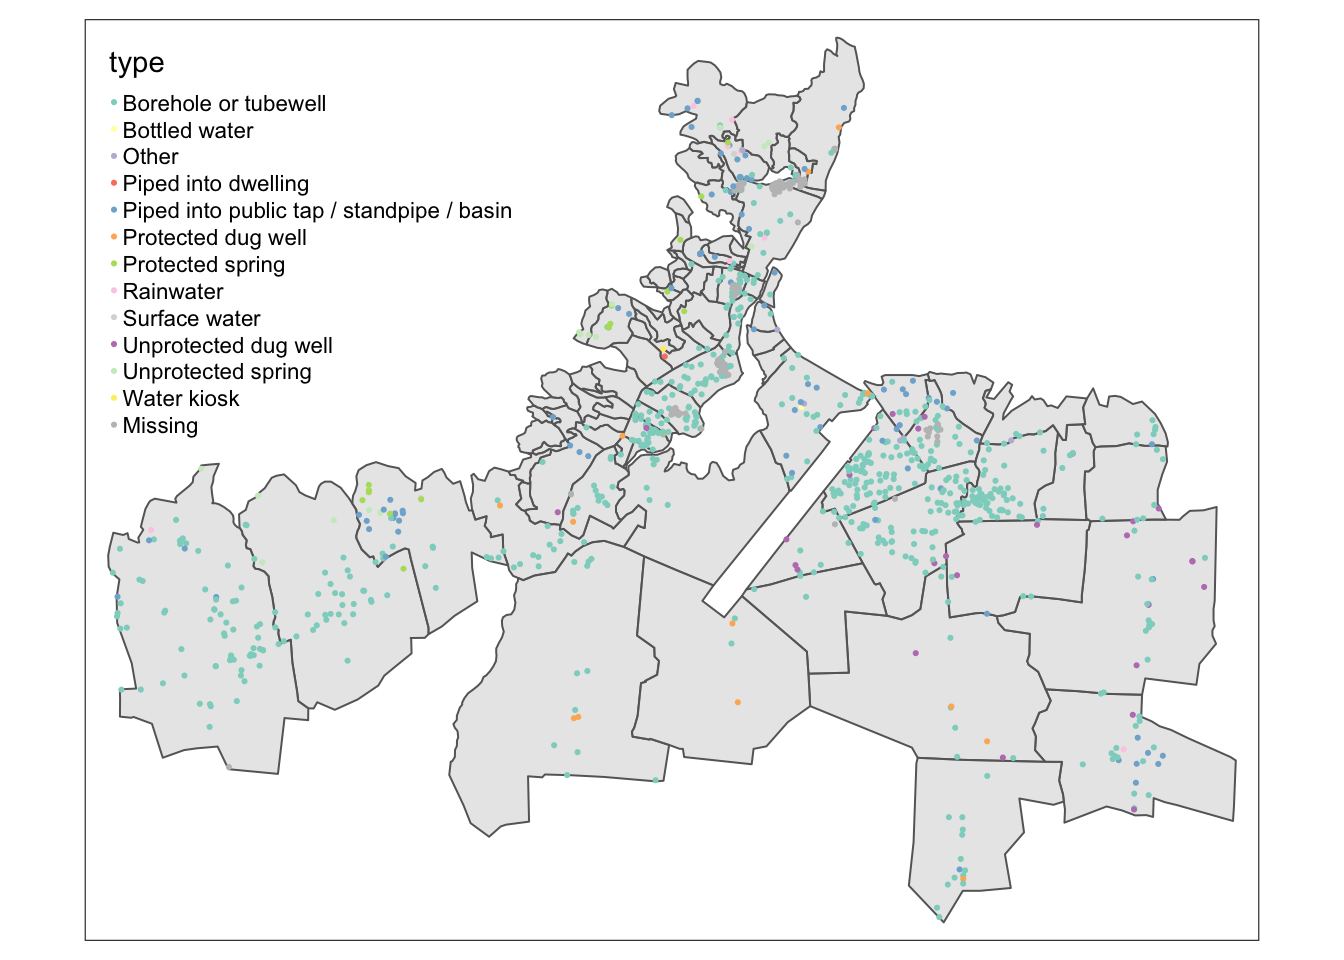 type
Borehole or tubewell
Bottled water
Other
Piped into dwelling
Piped into public tap / standpipe / basin
Protected dug well
Protected spring
Rainwater
Surface water
Unprotected dug well
Unprotected spring
Water kiosk
Missing